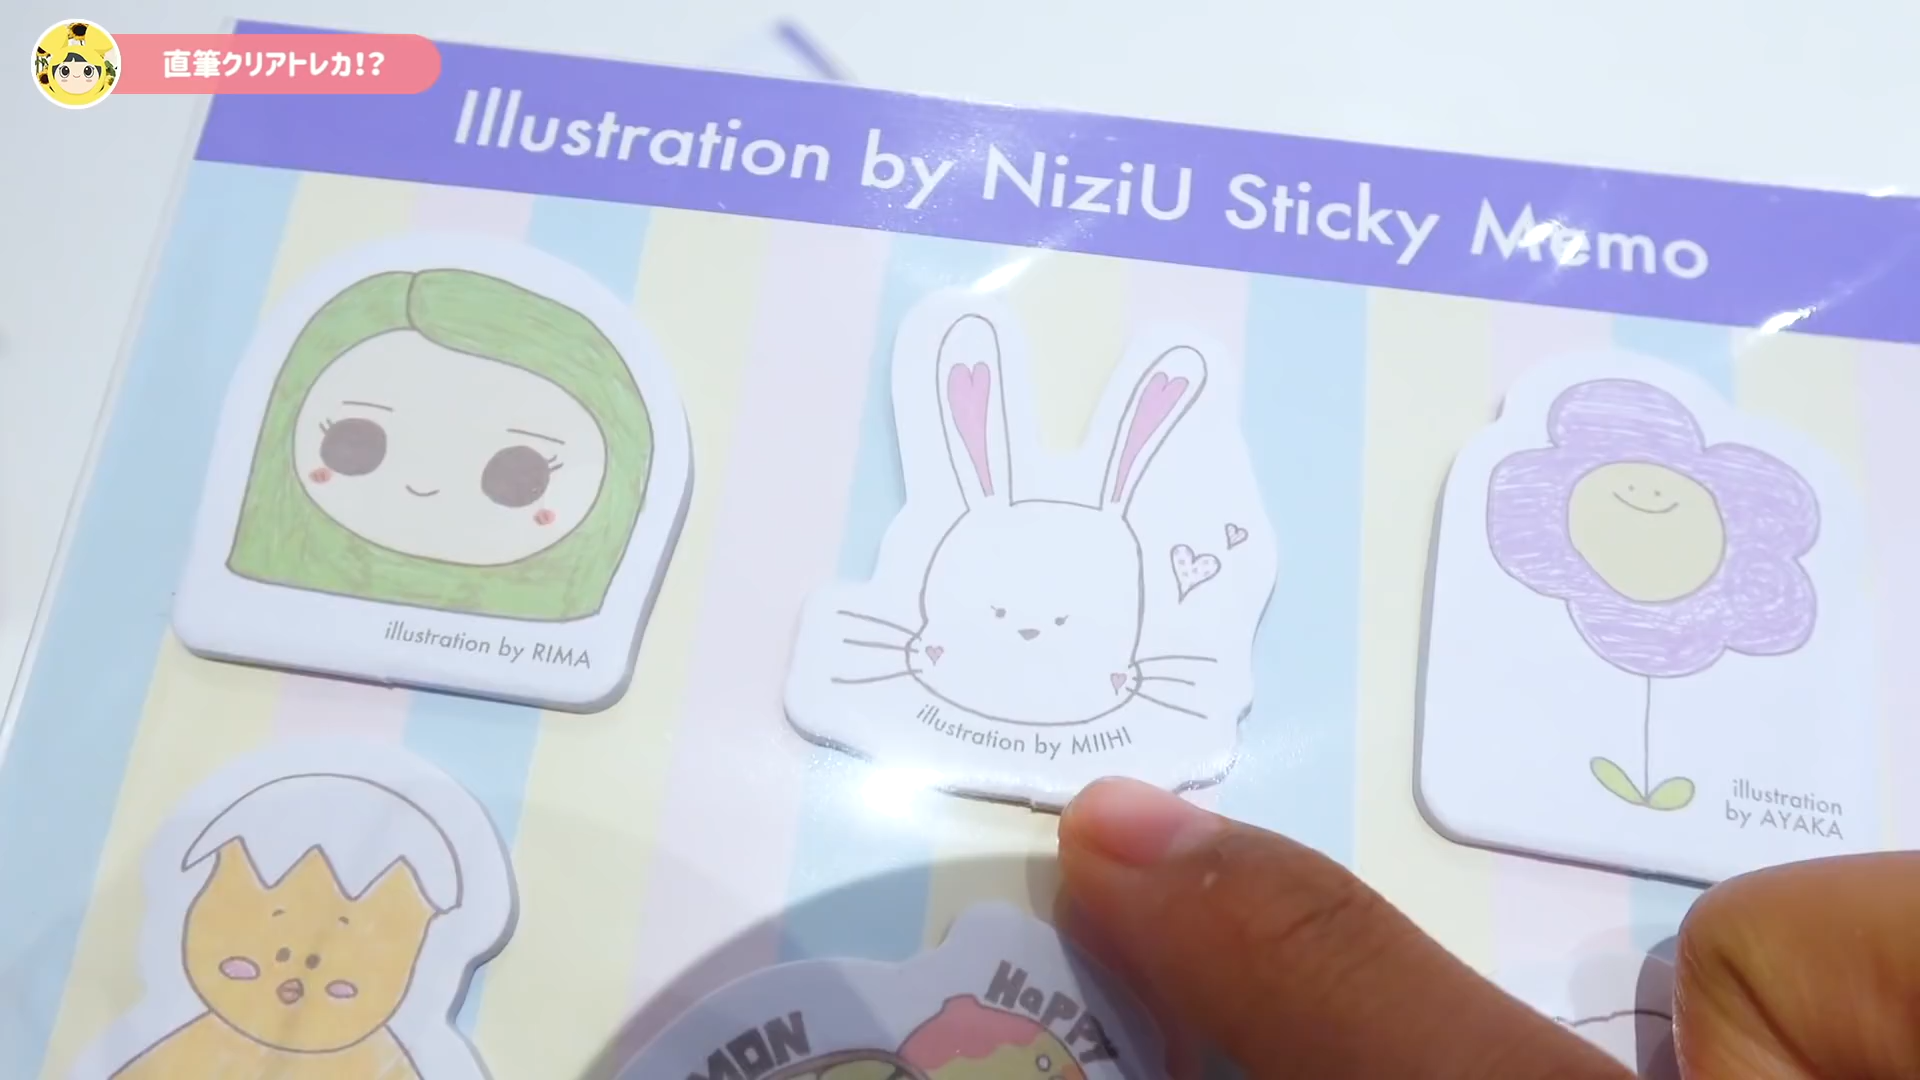 直筆クリアトレカ!?
Illustration by NiziU Sticky Memo
illustration by RIMA
illustration by MIIHI
illustration
by AYAKA
HaPPY